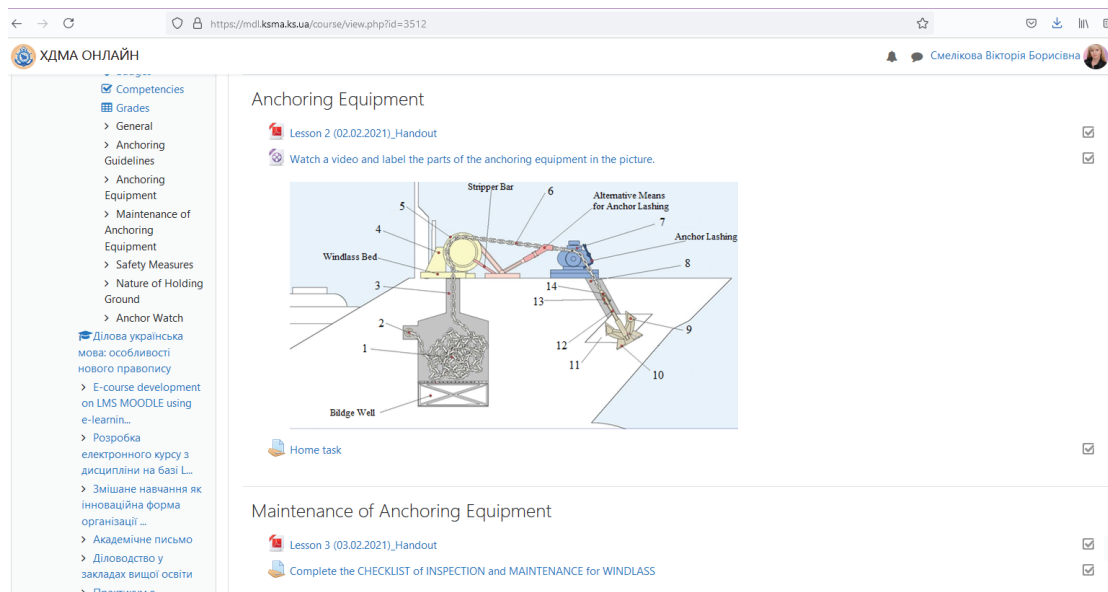 https://mdl.ksma.ks.ua/course/view.php?id=3512
ХДМА ОНЛАЙН
Смелікова Вікторія Борисівна
Competencies
Grades
General
Anchoring
Guidelines
Anchoring
Equipment
Maintenance of
Anchoring
Equipment
Safety Measures
Nature of Holding
Ground
Anchor Watch
Ділова українська
мова: особливості
нового правопису
E-course development
on LMS MOODLE using
e-learnin...
Розробка
електронного курсу з
дисципліни на базі L...
Змішане навчання як
інноваційна форма
організації ...
Академічне письмо
Діловодство у
закладах вищої освіти
Anchoring Equipment
Lesson 2 (02.02.2021)_Handout
Watch a video and label the parts of the anchoring equipment in the picture.
Stripper Bar
6
Alternative Means
for Anchor Lashing
5
7
4
Anchor Lashing
Windlass Bed
8
3
14
13
2
9
1
12
11
10
Bildge Well
Home task
Maintenance of Anchoring Equipment
Lesson 3 (03.02.2021)_Handout
Complete the CHECKLIST of INSPECTION and MAINTENANCE for WINDLASS